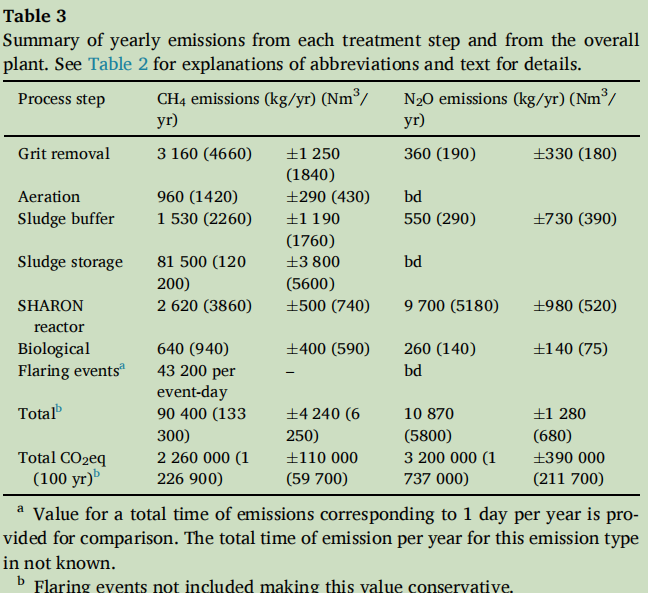 Table 3
Summary of yearly emissions from each treatment step and from the overall
plant. See Table 2 for explanations of abbreviations and text for details.
Process step CH4 emissions (kg/yr) (Nm³/ N₂O emissions (kg/yr) (Nm³/
yr) yr)
Grit removal 3 160 (4660) ±1 250 360 (190) ±330 (180)
(1840)
Aeration 960 (1420) ±290 (430) bd
Sludge buffer 1 530 (2260) ±1 190 550 (290) ±730 (390)
(1760)
Sludge storage 81 500 (120 ±3 800 bd
200) (5600)
SHARON 2 620 (3860) ±500 (740) 9 700 (5180) ±980 (520)
reactor
Biological 640 (940) ±400 (590) 260 (140) ±140 (75)
Flaring eventsᵃ 43 200 per – bd
event-day
Totalᵇ 90 400 (133 ±4 240 (6 10 870 ±1 280
300) 250) (5800) (680)
Total CO₂eq 2 260 000 (1 ±110 000 3 200 000 (1 ±390 000
(100 yr)ᵇ 226 900) (59 700) 737 000) (211 700)
ᵃ Value for a total time of emissions corresponding to 1 day per year is pro-
vided for comparison. The total time of emission per year for this emission type
in not known.
ᵇ Flaring events not included making this value conservative.